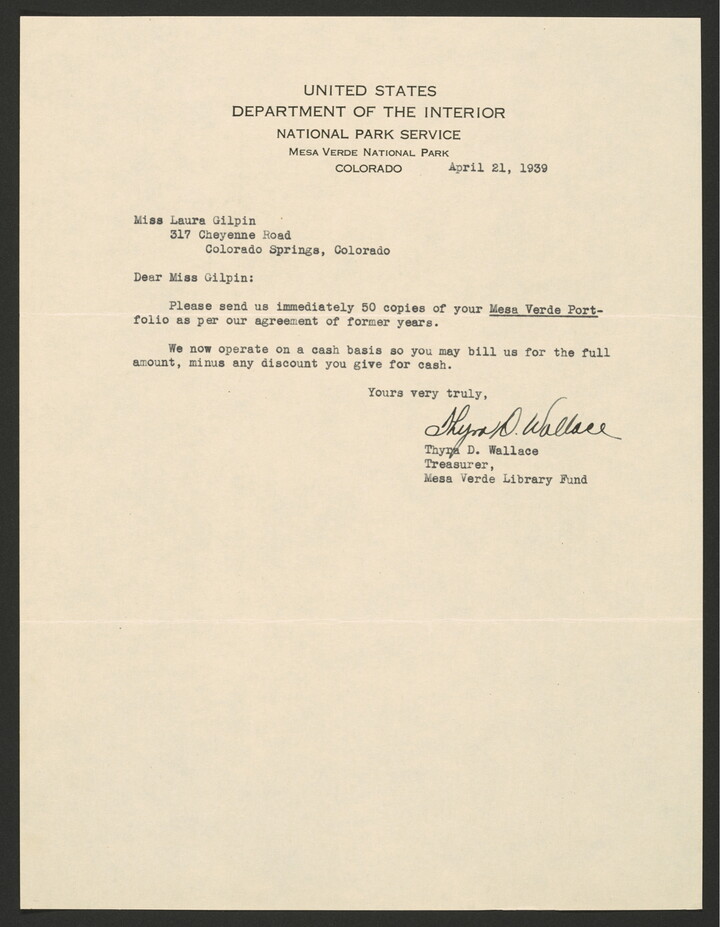 UNITED STATES
DEPARTMENT OF THE INTERIOR
NATIONAL PARK SERVICE
MESA VERDE NATIONAL PARK
COLORADO April 21, 1939
Miss Laura Gilpin
317 Cheyenne Road
Colorado Springs, Colorado
Dear Miss Gilpin:
Please send us immediately 50 copies of your Mesa Verde Port-
folio as per our agreement of former years.
We now operate on a cash basis so you may bill us for the full
amount, minus any discount you give for cash.
Yours very truly,
Thyra D. Wallace
Thyra D. Wallace
Treasurer,
Mesa Verde Library Fund